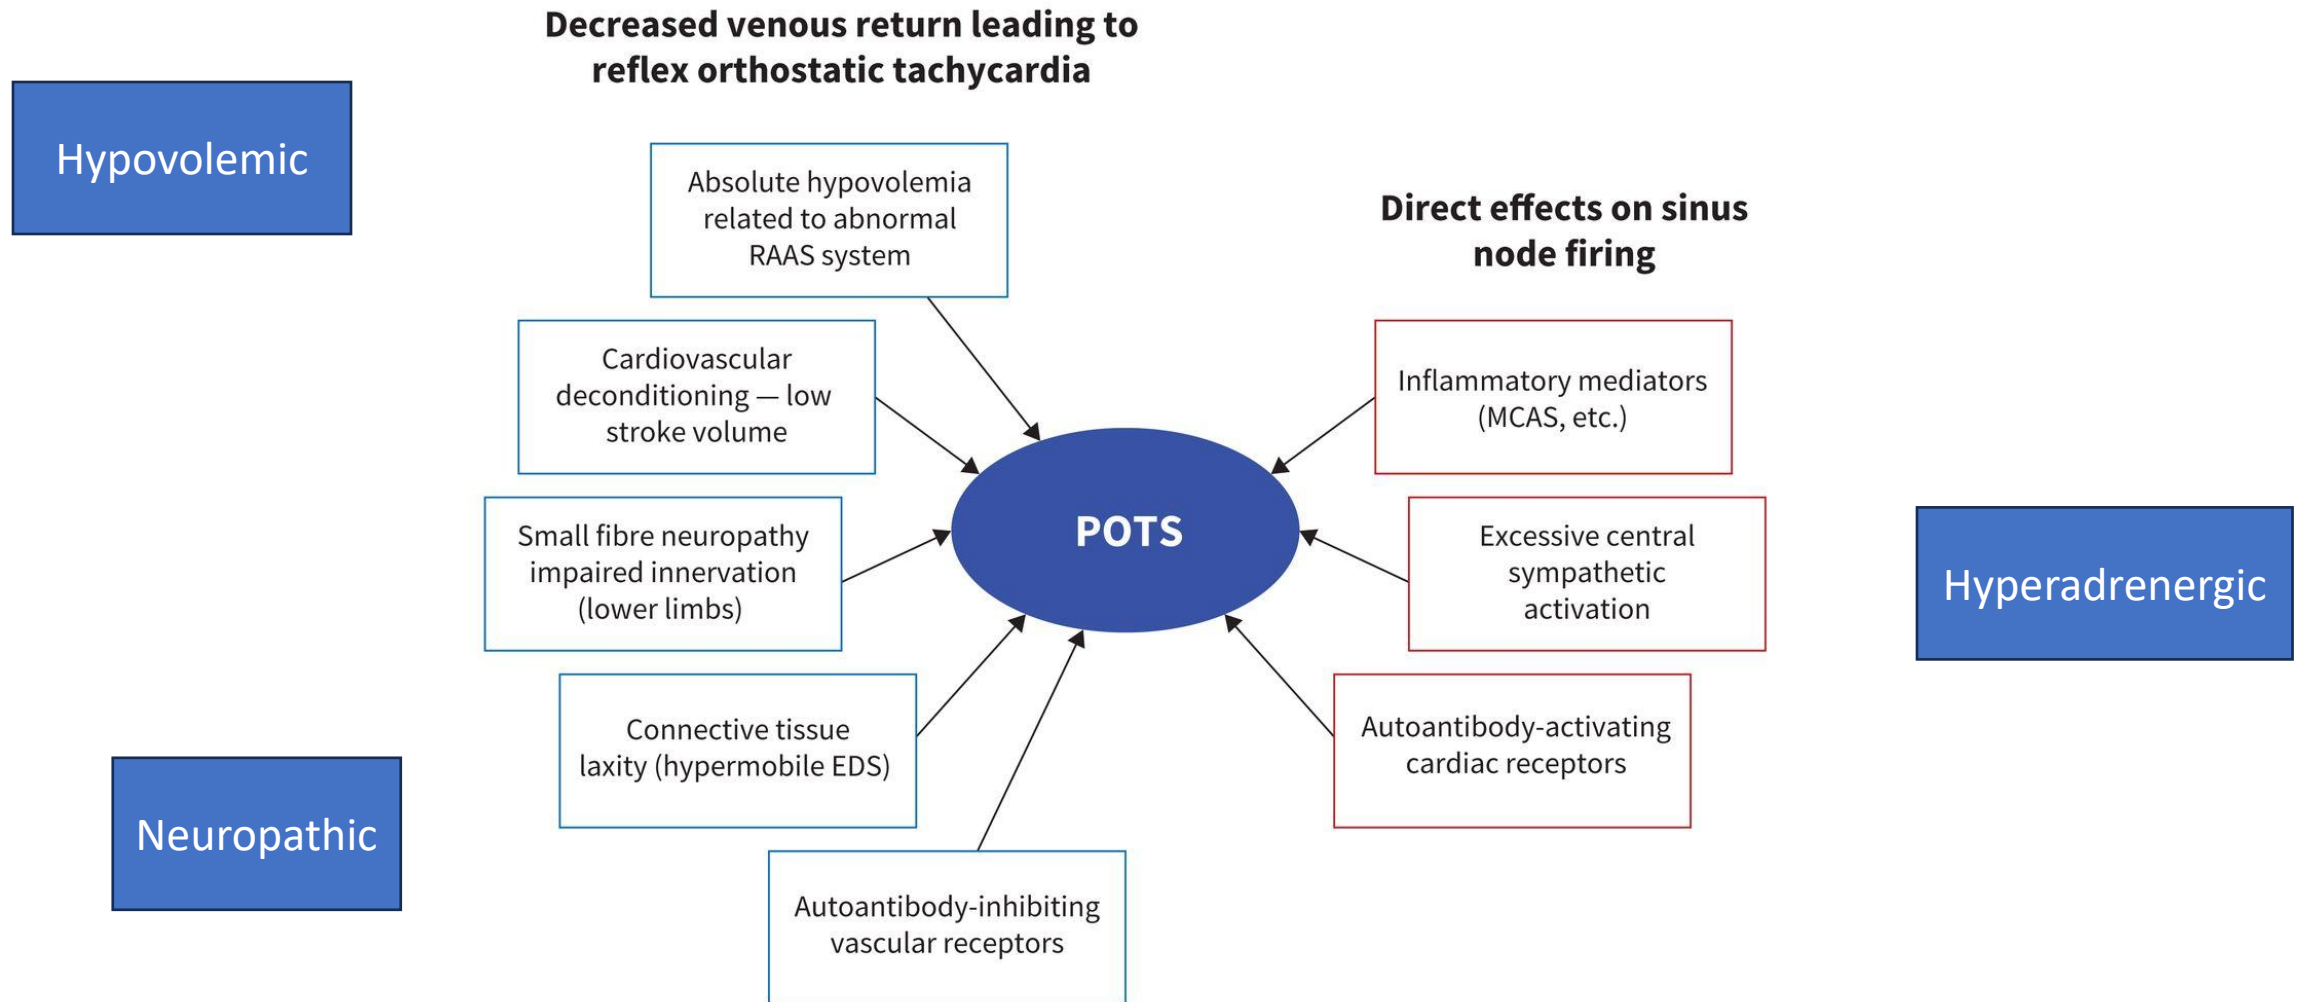 Decreased venous return leading to
reflex orthostatic tachycardia
Hypovolemic
Absolute hypovolemia
related to abnormal
RAAS system
Direct effects on sinus
node firing
Cardiovascular
deconditioning — low
stroke volume
Inflammatory mediators
(MCAS, etc.)
Small fibre neuropathy
impaired innervation
(lower limbs)
POTS
Excessive central
sympathetic
activation
Hyperadrenergic
Connective tissue
laxity (hypermobile EDS)
Autoantibody-activating
cardiac receptors
Neuropathic
Autoantibody-inhibiting
vascular receptors